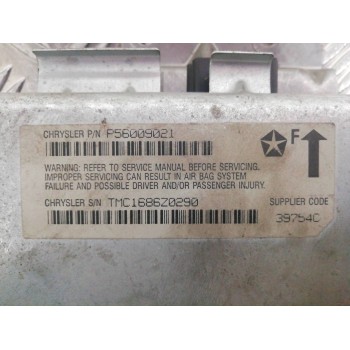 CHRYSLER P/N P56009021
F
WARNING: REFER TO SERVICE MANUAL BEFORE SERVICING.
IMPROPER SERVICING CAN RESULT IN AIR BAG SYSTEM
FAILURE AND POSSIBLE DRIVER AND/OR PASSENGER INJURY.
CHRYSLER S/N TMC1686Z0290 SUPPLIER CODE
39754C